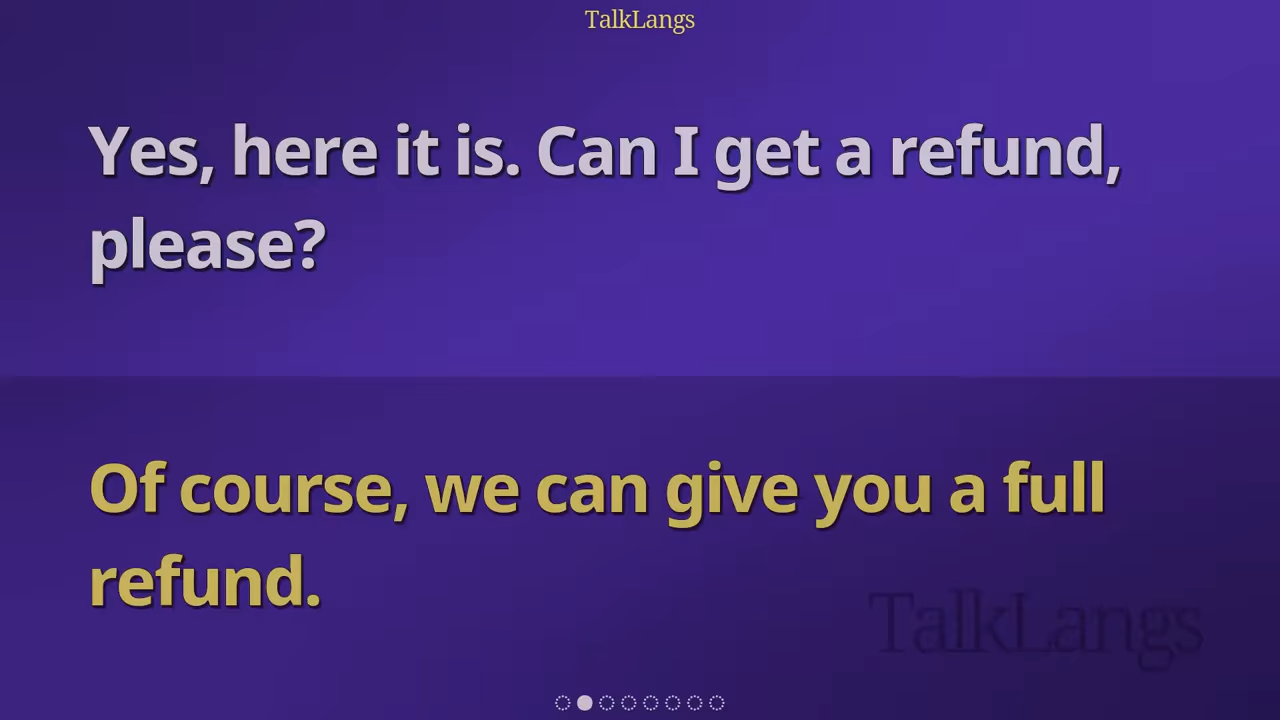 TalkLangs
Yes, here it is. Can I get a refund,
please?
Of course, we can give you a full
refund.
TalkLangs